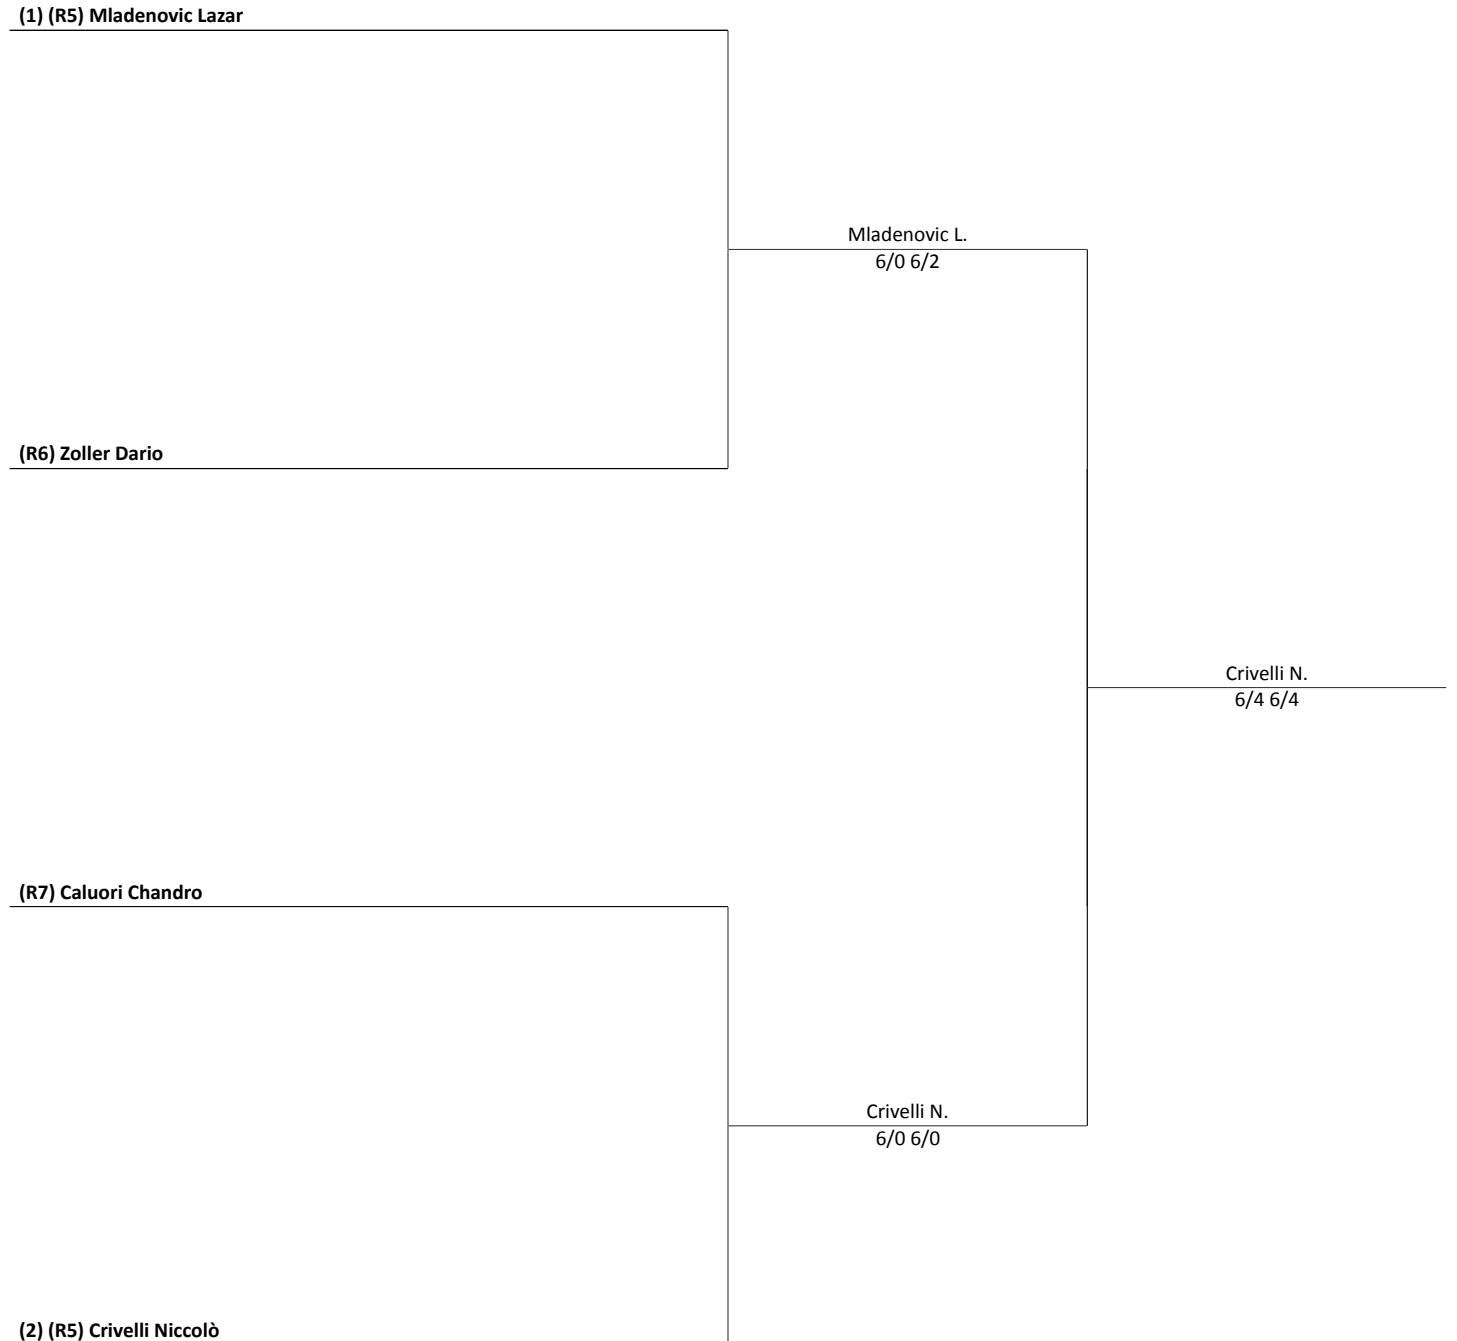 (1) (R5) Mladenovic Lazar
Mladenovic L.
6/0 6/2
(R6) Zoller Dario
Crivelli N.
6/4 6/4
(R7) Caluori Chandro
Crivelli N.
6/0 6/0
(2) (R5) Crivelli Niccolò